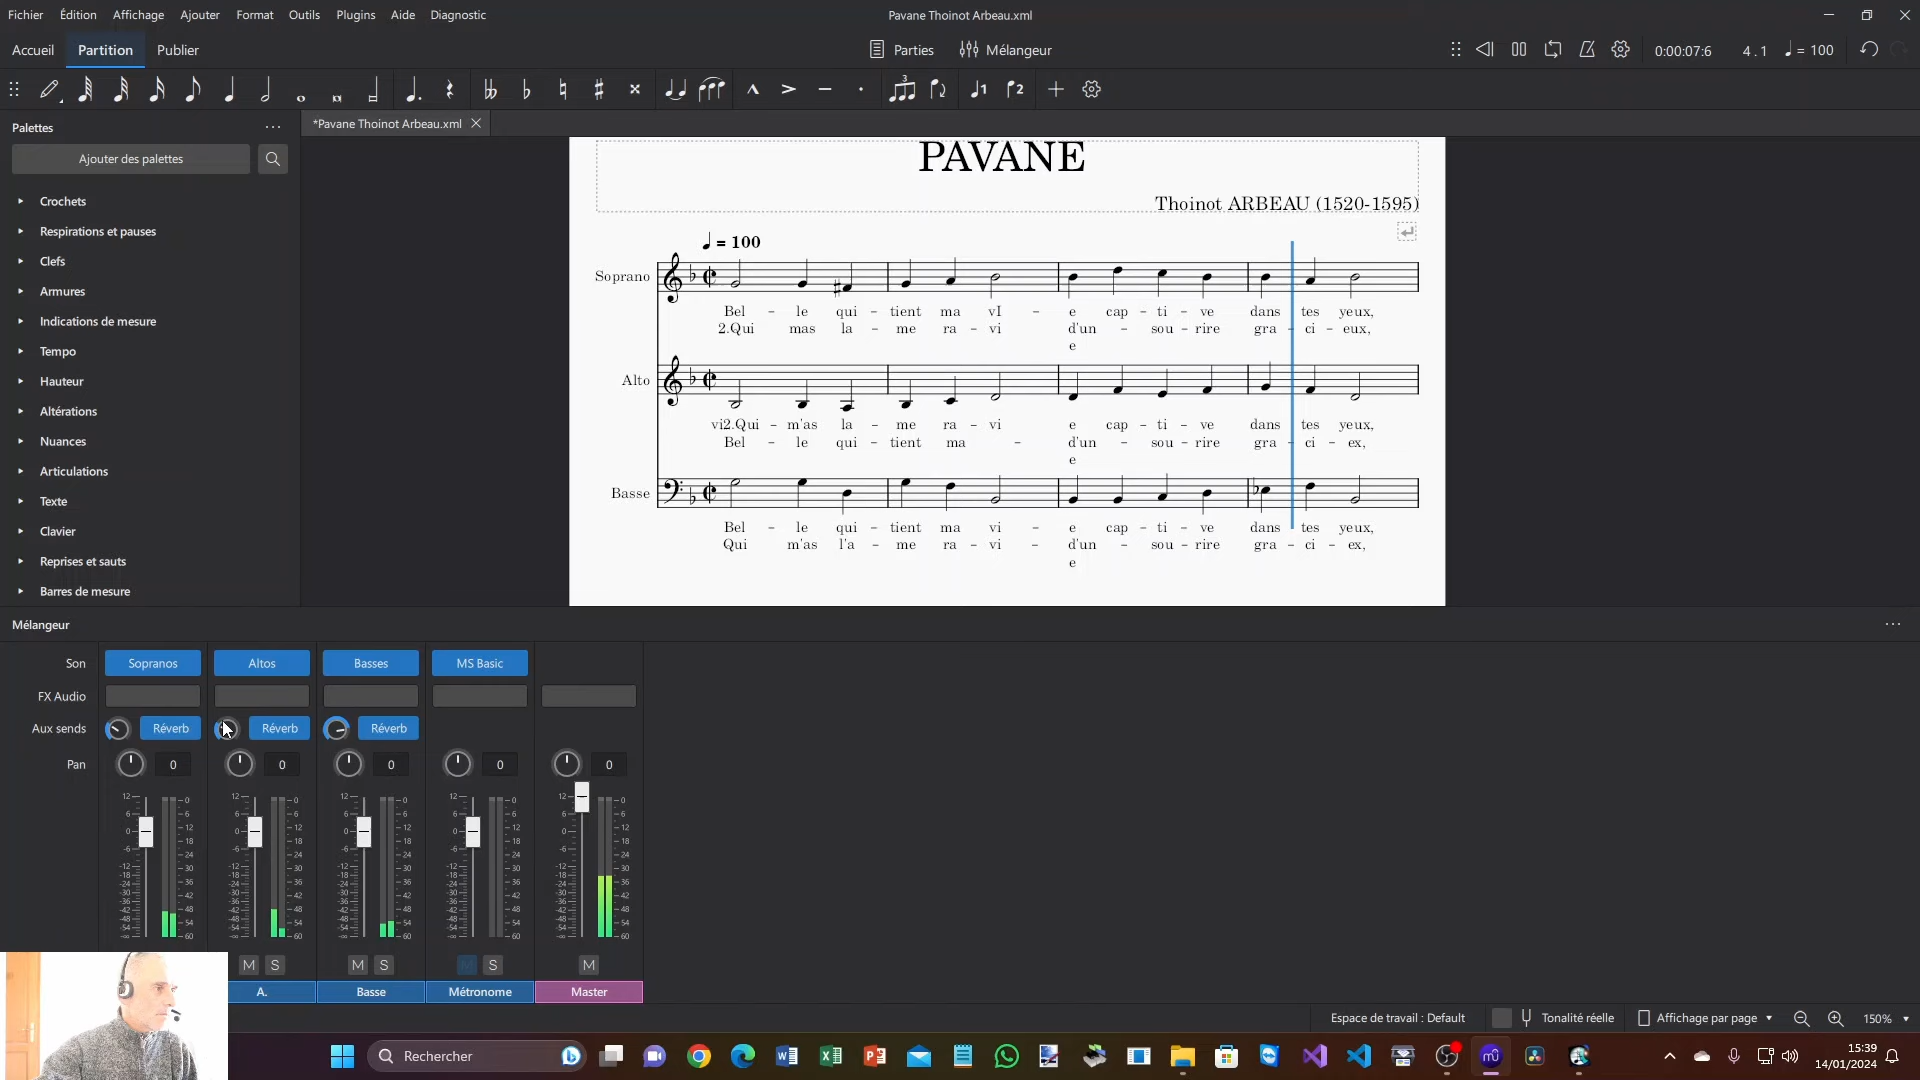 Fichier Édition Affichage Ajouter Format Outils Plugins Aide Diagnostic
Pavane Thoinot Arbeau.xml
Accueil Partition Publier
Parties Mélangeur
0:00:07:6 4 . 1 = 100
Palettes
*Pavane Thoinot Arbeau.xml
Ajouter des palettes
Crochets
Respirations et pauses
Clefs
Armures
Indications de mesure
Tempo
Hauteur
Altérations
Nuances
Articulations
Texte
Clavier
Reprises et sauts
Barres de mesure
PAVANE
Thoinot ARBEAU (1520-1595)
= 100
Soprano
Bel - le qui - tient ma vI - e cap - ti - ve dans tes yeux,
2.Qui mas la - me ra - vi d'un - sou - rire gra - ci - eux,
e
Alto
vi2.Qui - m'as la - me ra - vi e cap - ti - ve dans tes yeux,
Bel - le qui - tient ma - d'un - sou - rire gra - ci - ex,
e
Basse
Bel - le qui - tient ma vi - e cap - ti - ve dans tes yeux,
Qui m'as l'a - me ra - vi - d'un - sou - rire gra - ci - ex,
e
Mélangeur
Son Sopranos Altos Basses MS Basic
FX Audio
Aux sends Réverb Réverb Réverb
Pan 0 0 0 0 0
M S M S M S M
A. Basse Métronome Master
Espace de travail : Default Tonalité réelle Affichage par page 150%
Rechercher
15:39
14/01/2024